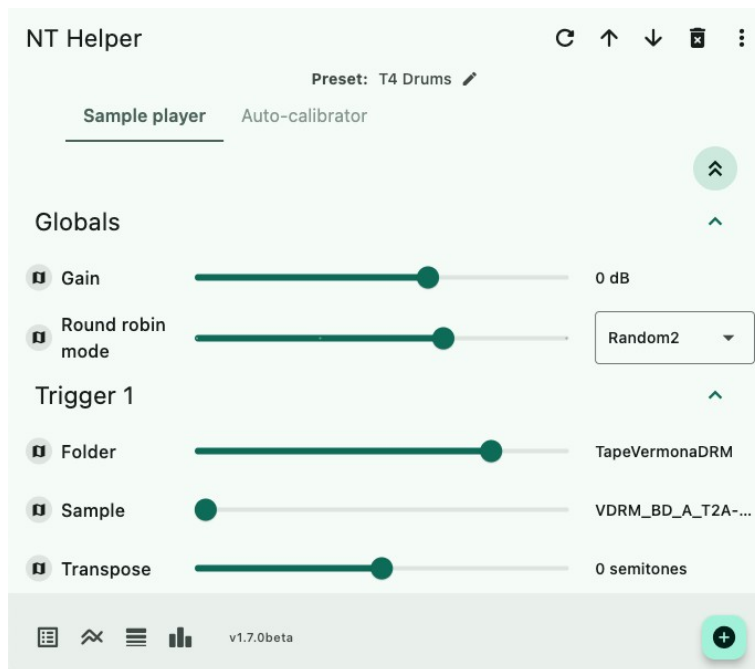 NT Helper
Preset: T4 Drums
Sample player Auto-calibrator
Globals
Gain 0 dB
Round robin
mode
Random2
Trigger 1
Folder TapeVermonaDRM
Sample VDRM_BD_A_T2A-...
Transpose 0 semitones
v1.7.0beta